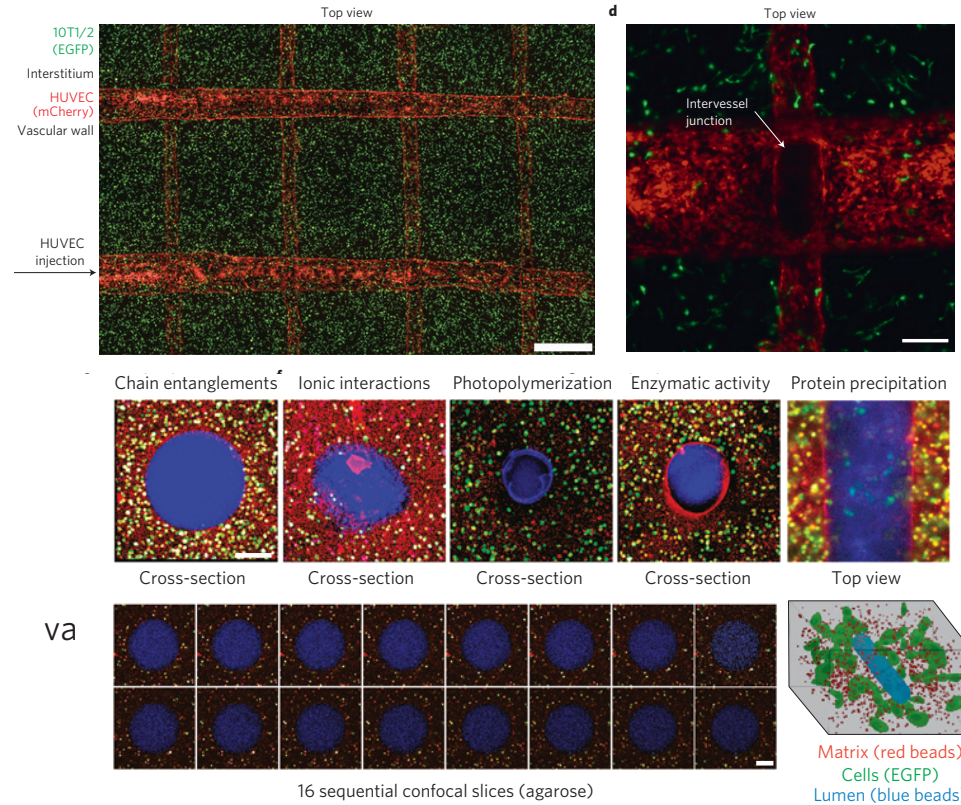 Top view
10T1/2
(EGFP)
Interstitium
HUVEC
(mCherry)
Vascular wall
HUVEC
injection
d
Top view
Intervessel
junction
f
Chain entanglements
Ionic interactions
Photopolymerization
Enzymatic activity
Protein precipitation
Cross-section
Cross-section
Cross-section
Cross-section
Top view
va
16 sequential confocal slices (agarose)
Matrix (red beads)
Cells (EGFP)
Lumen (blue beads